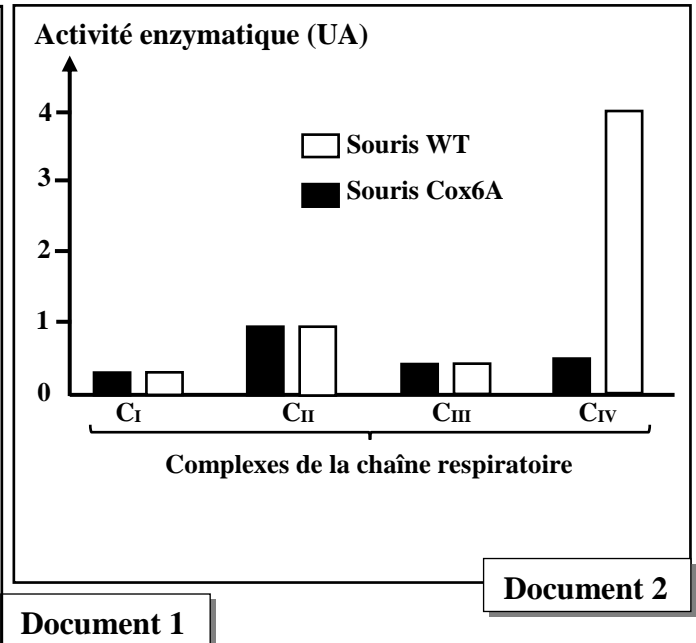 Activité enzymatique (UA)
4
Souris WT
3
Souris Cox6A
2
1
0
CI CII CIII CIV
Complexes de la chaîne respiratoire
Document 2
Document 1